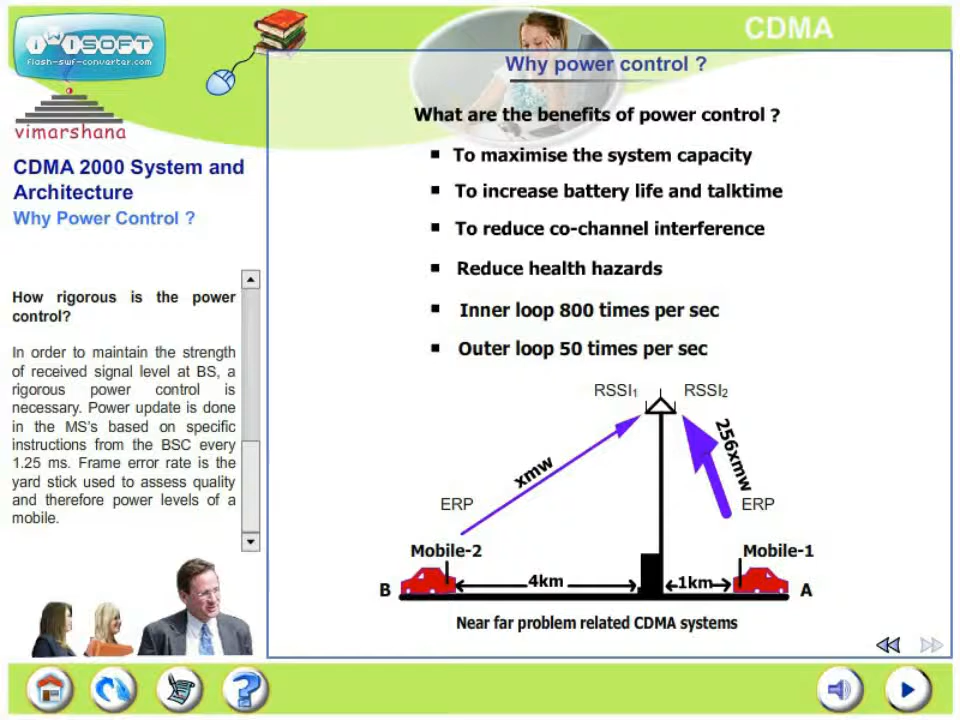 iWiSOFT
flash-swf-converter.com
CDMA
vimarshana
CDMA 2000 System and
Architecture
Why Power Control ?
How rigorous is the power
control?
In order to maintain the strength
of received signal level at BS, a
rigorous power control is
necessary. Power update is done
in the MS's based on specific
instructions from the BSC every
1.25 ms. Frame error rate is the
yard stick used to assess quality
and therefore power levels of a
mobile.
Why power control ?
What are the benefits of power control ?
To maximise the system capacity
To increase battery life and talktime
To reduce co-channel interference
Reduce health hazards
Inner loop 800 times per sec
Outer loop 50 times per sec
RSSI1 RSSI2
xmw
256xmw
ERP
ERP
Mobile-2
Mobile-1
B
4km
1km
A
Near far problem related CDMA systems